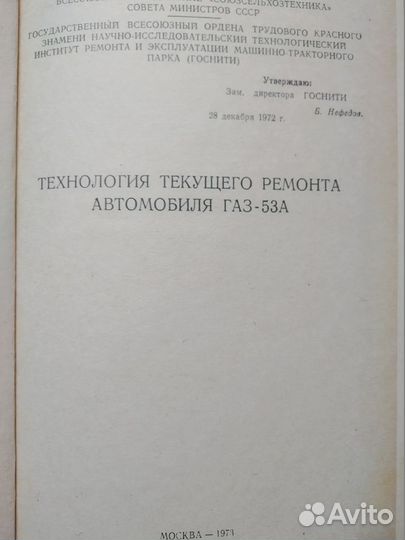 «СОЮЗСЕЛЬХОЗТЕХНИКА»
СОВЕТА МИНИСТРОВ СССР
ГОСУДАРСТВЕННЫЙ ВСЕСОЮЗНЫЙ ОРДЕНА ТРУДОВОГО КРАСНОГО
ЗНАМЕНИ НАУЧНО-ИССЛЕДОВАТЕЛЬСКИЙ ТЕХНОЛОГИЧЕСКИЙ
ИНСТИТУТ РЕМОНТА И ЭКСПЛУАТАЦИИ МАШИННО-ТРАКТОРНОГО
ПАРКА (ГОСНИТИ)
Утверждаю:
Зам. директора ГОСНИТИ
Б. Нефедов.
28 декабря 1972 г.
ТЕХНОЛОГИЯ ТЕКУЩЕГО РЕМОНТА
АВТОМОБИЛЯ ГАЗ-53А
МОСКВА — 1973
Avito